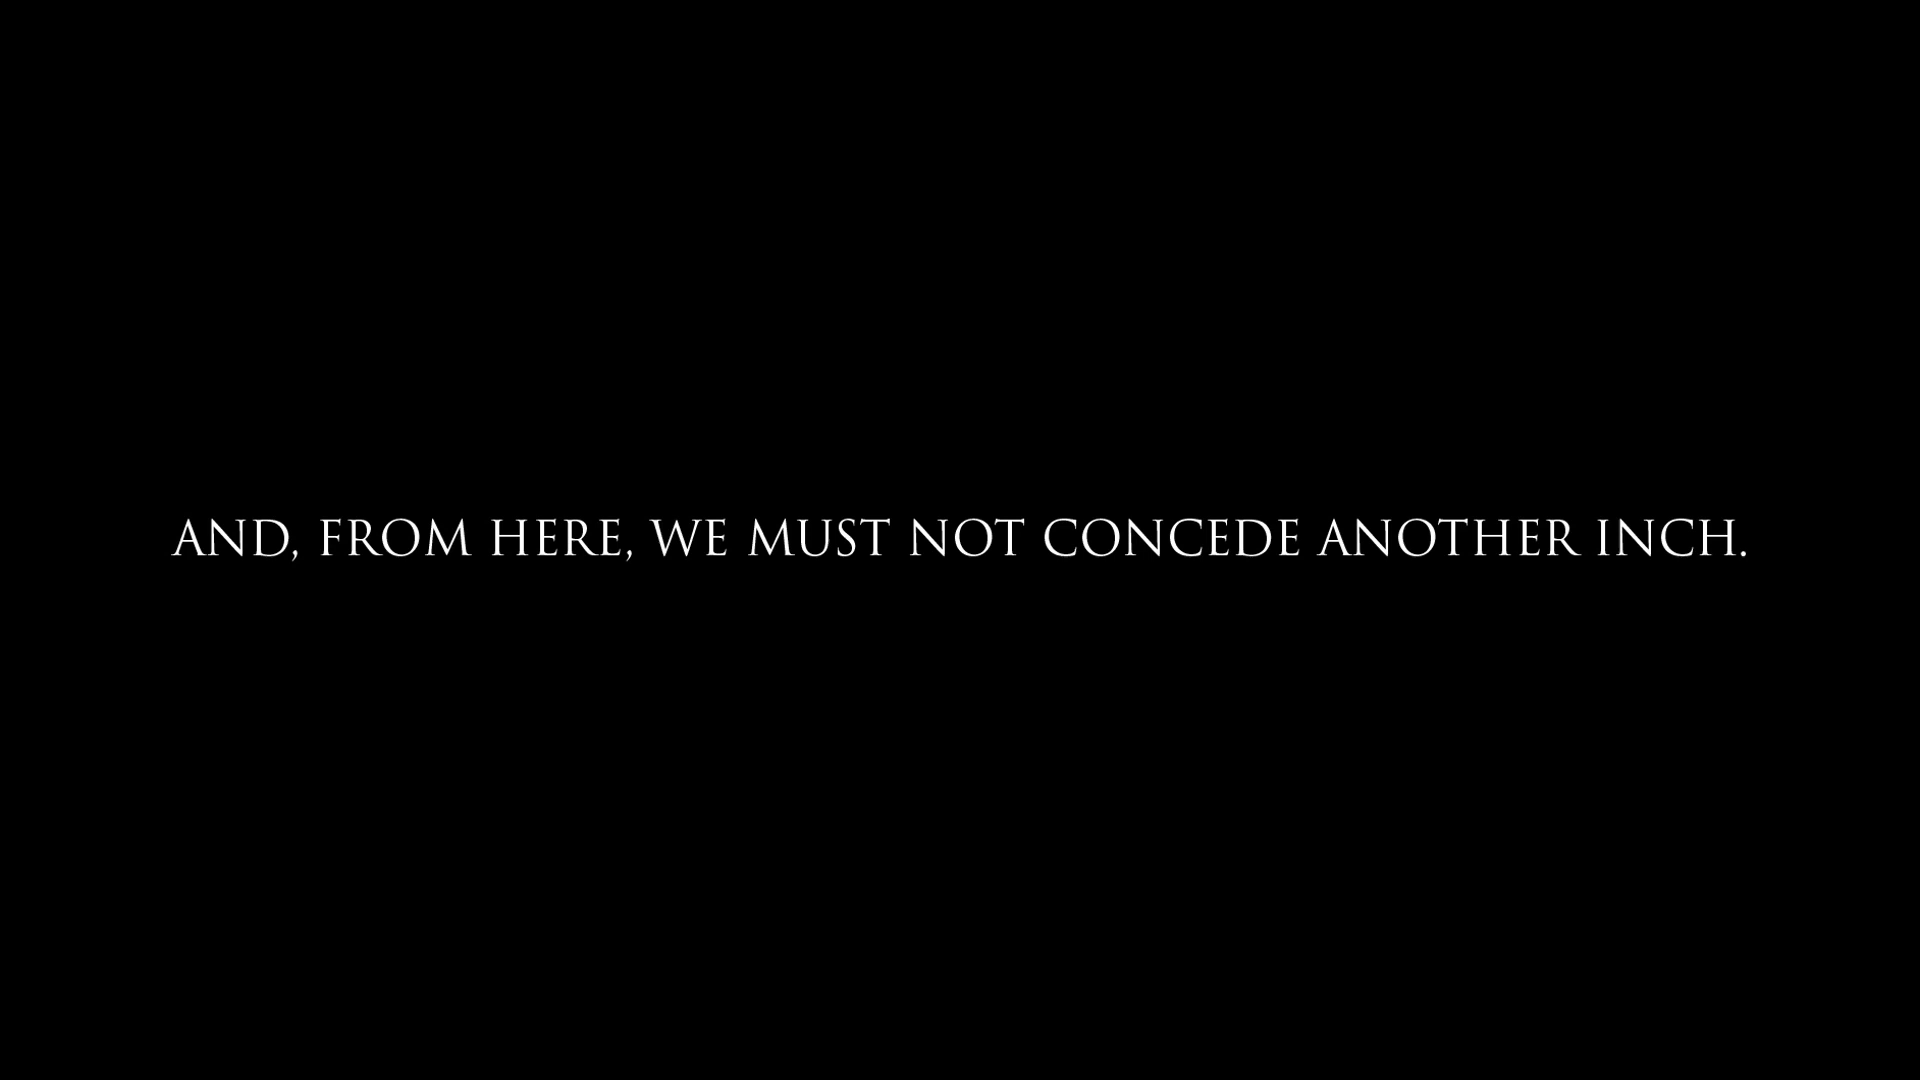 AND, FROM HERE, WE MUST NOT CONCEDE ANOTHER INCH.